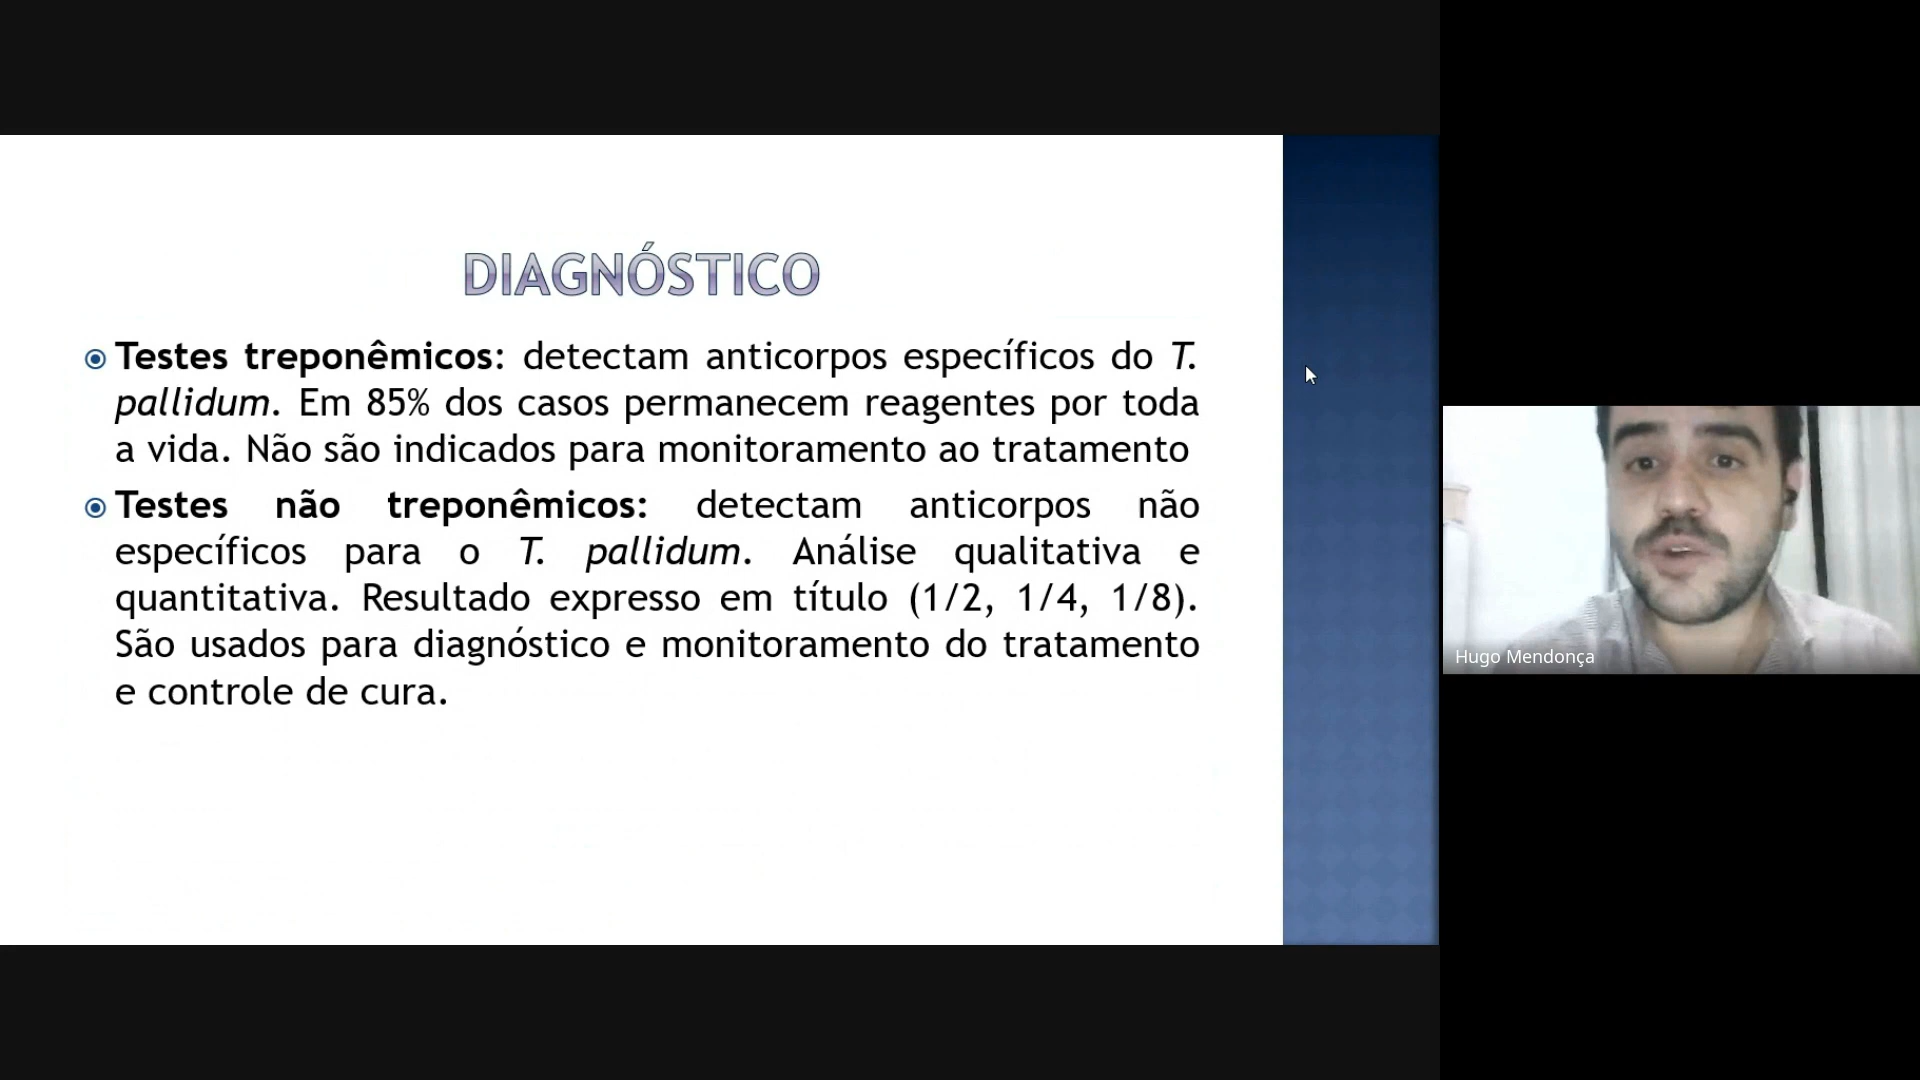 DIAGNÓSTICO
Testes treponêmicos: detectam anticorpos específicos do T.
pallidum. Em 85% dos casos permanecem reagentes por toda
a vida. Não são indicados para monitoramento ao tratamento
Testes não treponêmicos: detectam anticorpos não
específicos para o T. pallidum. Análise qualitativa e
quantitativa. Resultado expresso em título (1/2, 1/4, 1/8).
São usados para diagnóstico e monitoramento do tratamento
e controle de cura.
Hugo Mendonça